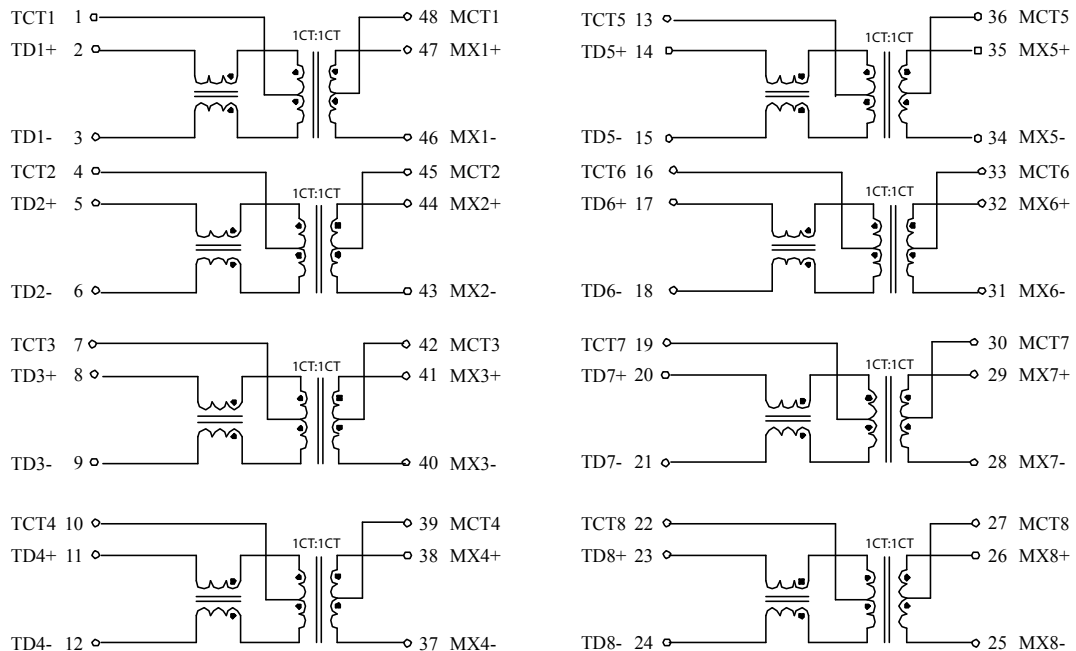 TCT1 1
1CT:1CT
48 MCT1
TD1+ 2
47 MX1+
TD1- 3
46 MX1-
TCT2 4
1CT:1CT
45 MCT2
TD2+ 5
44 MX2+
TD2- 6
43 MX2-
TCT3 7
1CT:1CT
42 MCT3
TD3+ 8
41 MX3+
TD3- 9
40 MX3-
TCT4 10
1CT:1CT
39 MCT4
TD4+ 11
38 MX4+
TD4- 12
37 MX4-
TCT5 13
1CT:1CT
36 MCT5
TD5+ 14
35 MX5+
TD5- 15
34 MX5-
TCT6 16
1CT:1CT
33 MCT6
TD6+ 17
32 MX6+
TD6- 18
31 MX6-
TCT7 19
1CT:1CT
30 MCT7
TD7+ 20
29 MX7+
TD7- 21
28 MX7-
TCT8 22
1CT:1CT
27 MCT8
TD8+ 23
26 MX8+
TD8- 24
25 MX8-